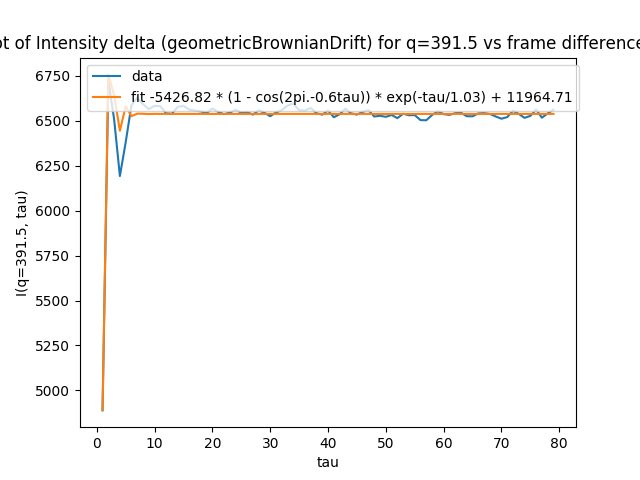 ot of Intensity delta (geometricBrownianDrift) for q=391.5 vs frame difference
data
fit -5426.82 * (1 - cos(2pi.-0.6tau)) * exp(-tau/1.03) + 11964.71
6750
6500
6250
6000
5750
5500
5250
5000
I(q=391.5, tau)
0 10 20 30 40 50 60 70 80
tau